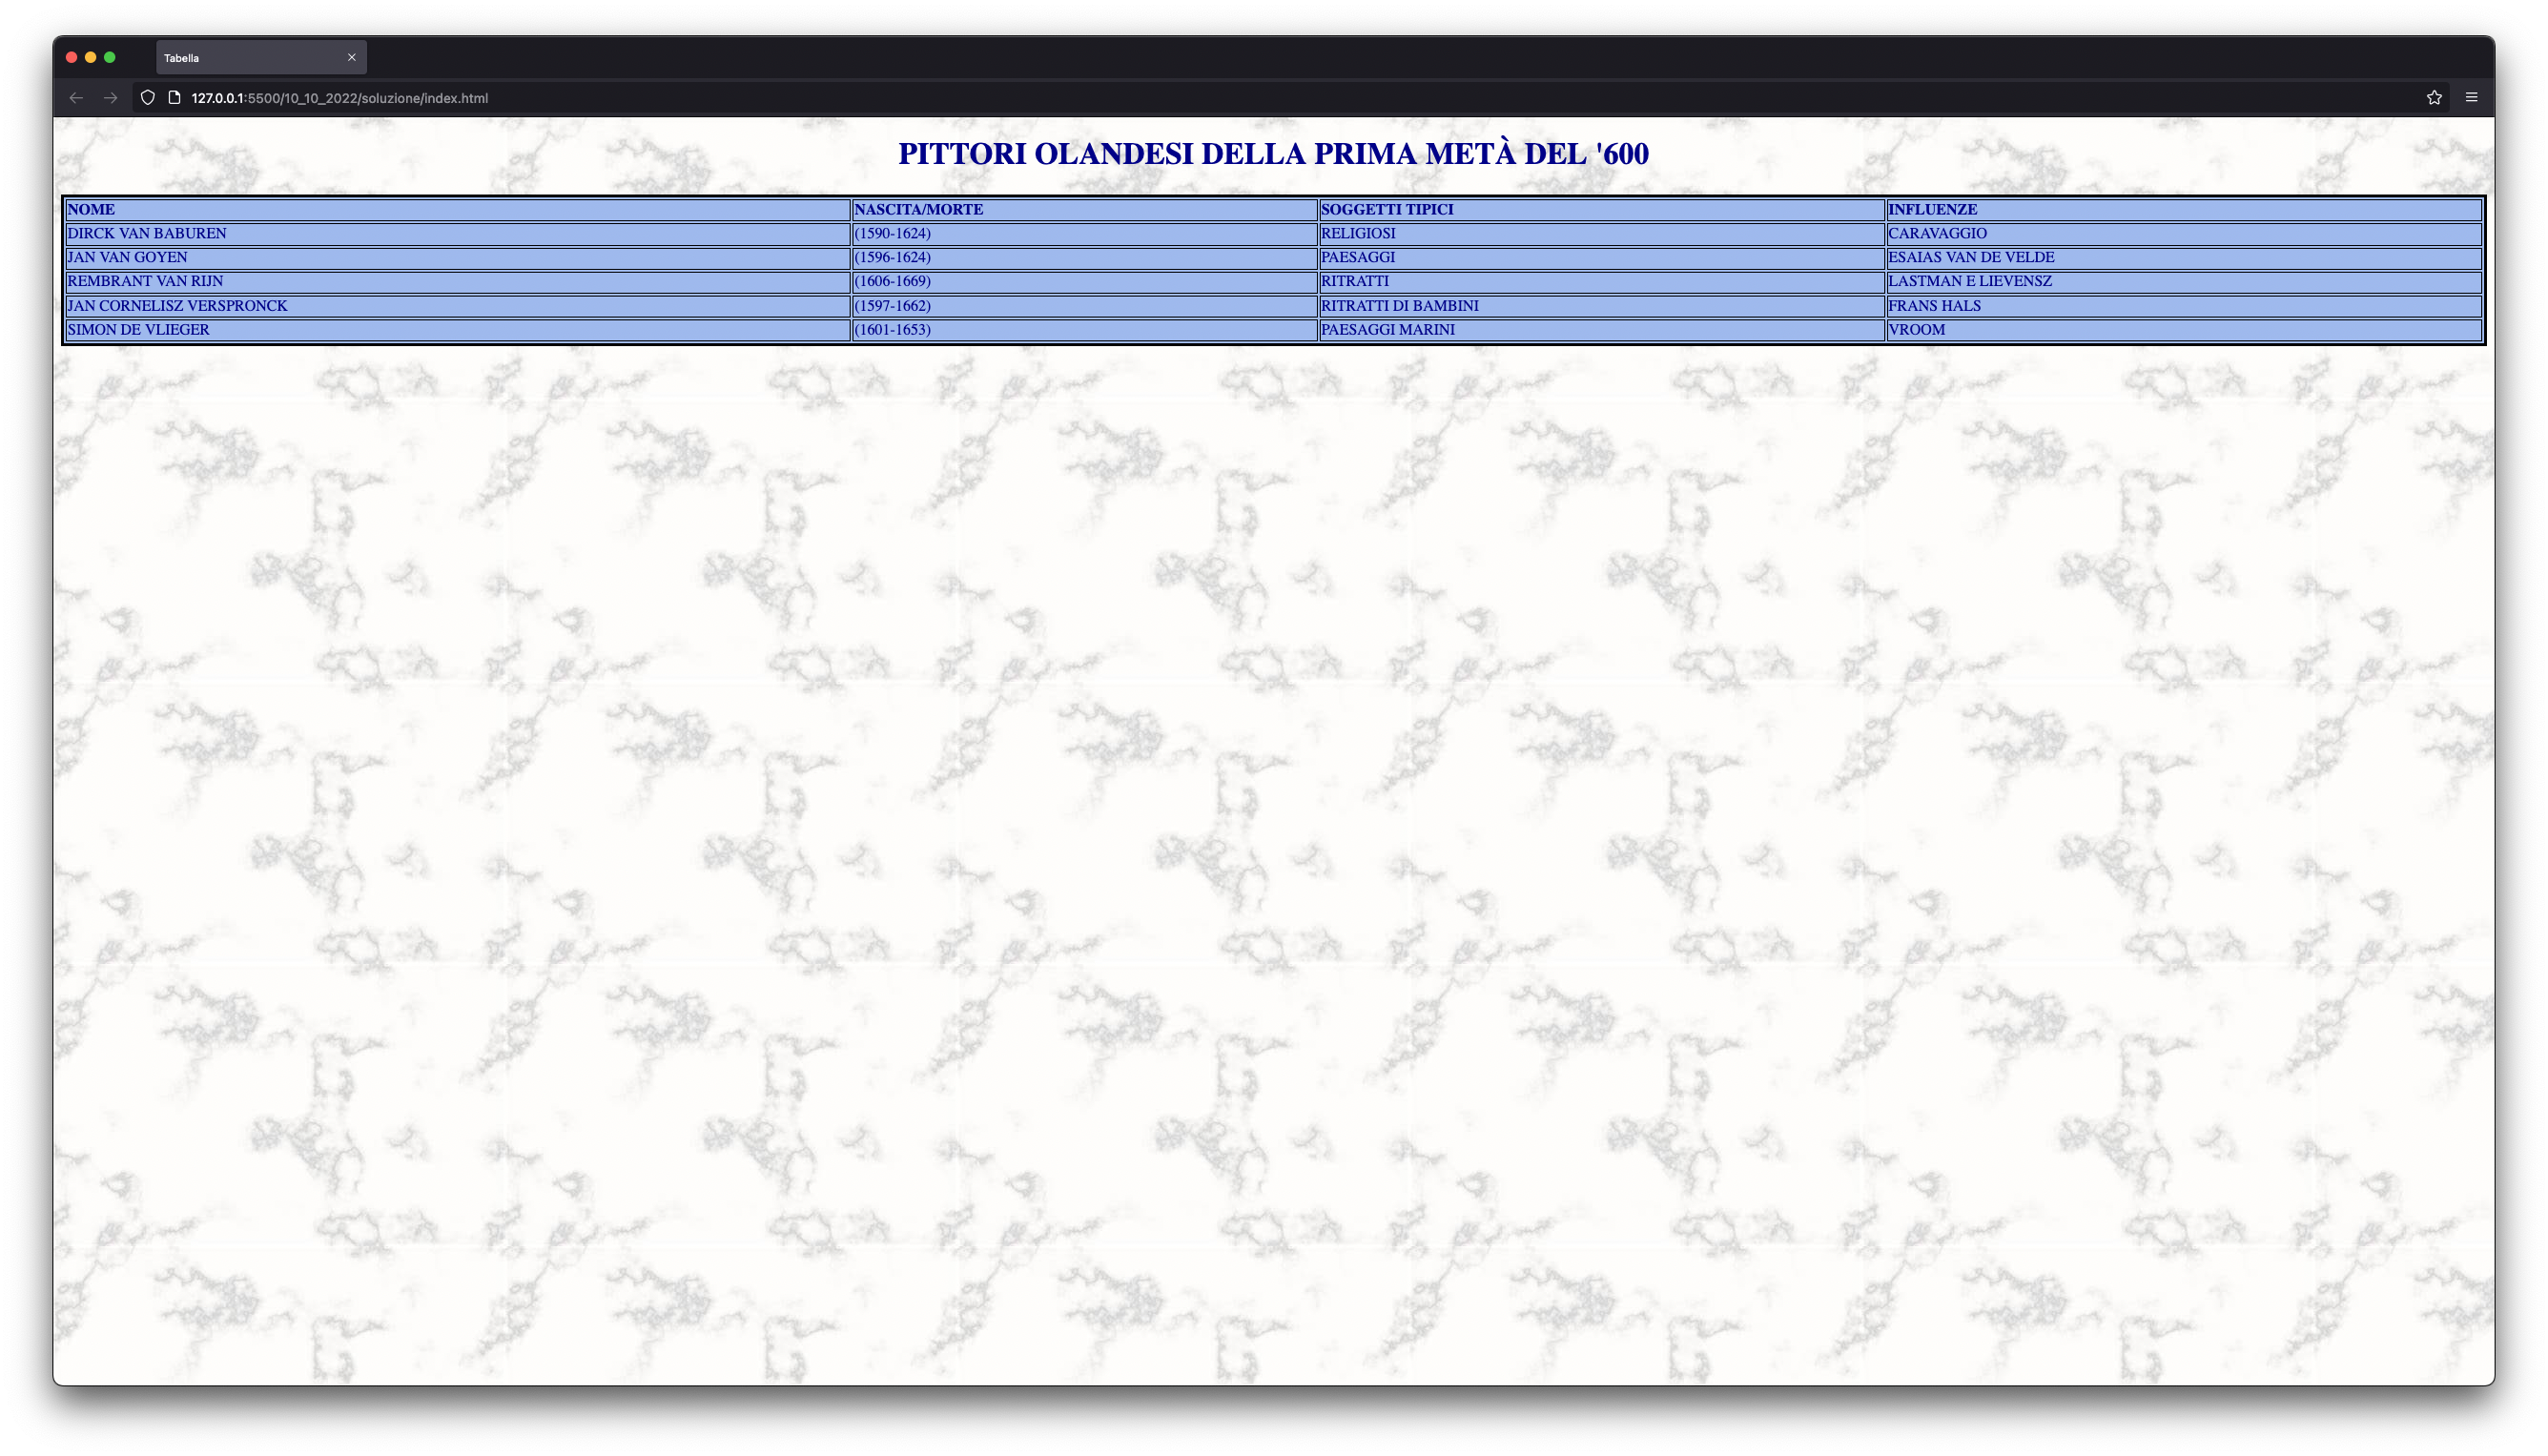 Tabella
127.0.0.1:5500/10_10_2022/soluzione/index.html
PITTORI OLANDESI DELLA PRIMA METÀ DEL '600
NOME NASCITA/MORTE SOGGETTI TIPICI INFLUENZE
DIRCK VAN BABUREN (1590-1624) RELIGIOSI CARAVAGGIO
JAN VAN GOYEN (1596-1624) PAESAGGI ESAIAS VAN DE VELDE
REMBRANT VAN RIJN (1606-1669) RITRATTI LASTMAN E LIEVENSZ
JAN CORNELISZ VERSPRONCK (1597-1662) RITRATTI DI BAMBINI FRANS HALS
SIMON DE VLIEGER (1601-1653) PAESAGGI MARINI VROOM